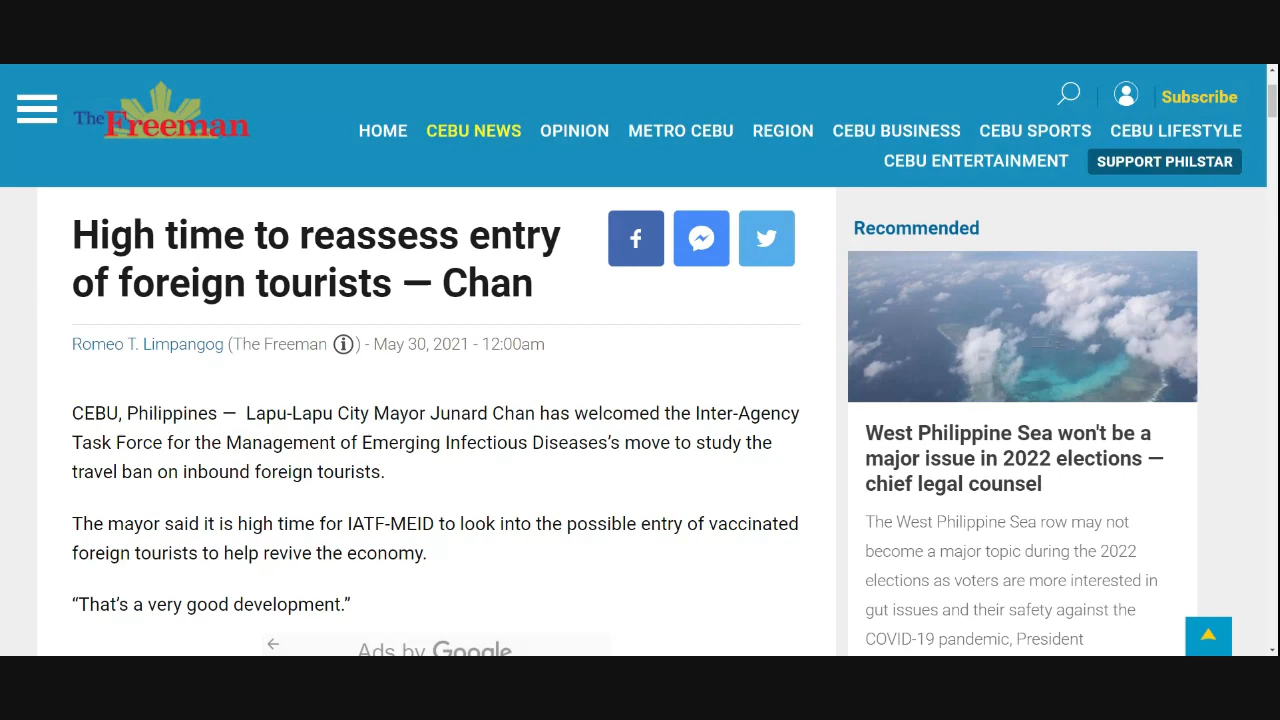 The Freeman
Subscribe
HOME CEBU NEWS OPINION METRO CEBU REGION CEBU BUSINESS CEBU SPORTS CEBU LIFESTYLE
CEBU ENTERTAINMENT SUPPORT PHILSTAR
High time to reassess entry
of foreign tourists — Chan
Romeo T. Limpangog (The Freeman ) - May 30, 2021 - 12:00am
CEBU, Philippines — Lapu-Lapu City Mayor Junard Chan has welcomed the Inter-Agency
Task Force for the Management of Emerging Infectious Diseases’s move to study the
travel ban on inbound foreign tourists.
The mayor said it is high time for IATF-MEID to look into the possible entry of vaccinated
foreign tourists to help revive the economy.
“That’s a very good development.”
Ads by Google
Recommended
West Philippine Sea won't be a
major issue in 2022 elections —
chief legal counsel
The West Philippine Sea row may not
become a major topic during the 2022
elections as voters are more interested in
gut issues and their safety against the
COVID-19 pandemic, President